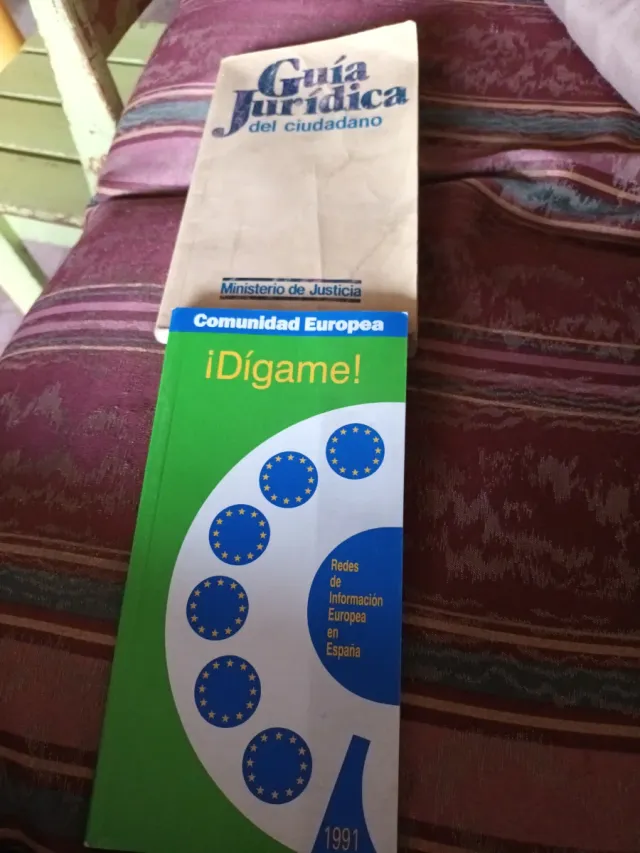 Guía
Jurídica
del ciudadano
Ministerio de Justicia
Comunidad Europea
¡Dígame!
Redes
de
Información
Europea
en
España
1991